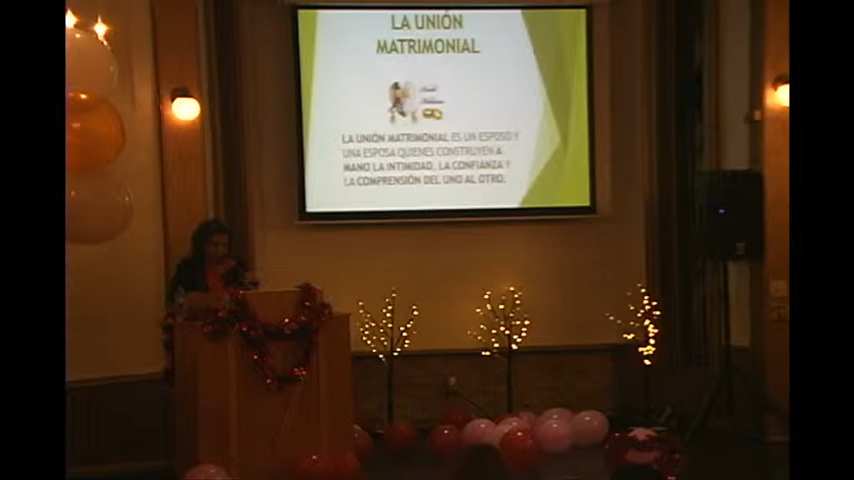 LA UNIÓN
MATRIMONIAL
LA UNIÓN MATRIMONIAL ES UN ESPOSO Y
UNA ESPOSA QUIENES CONSTRUYEN A
MANO LA INTIMIDAD, LA CONFIANZA Y
LA COMPRENSIÓN DEL UNO AL OTRO.